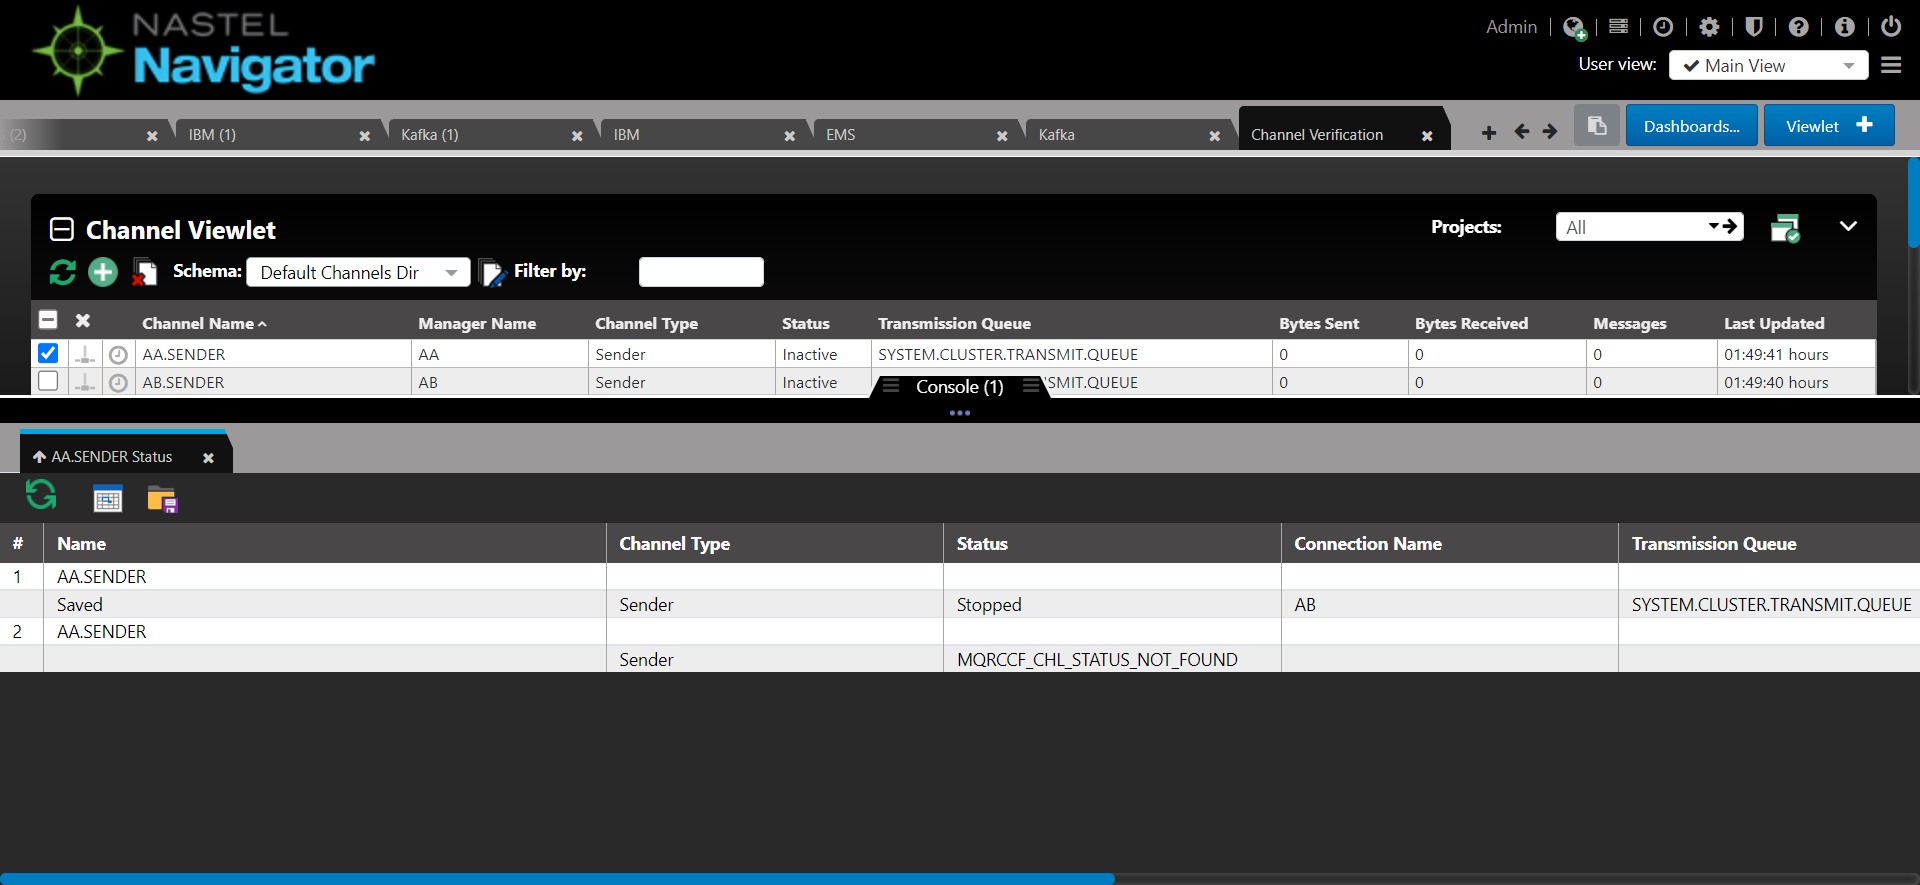 NASTEL
Navigator
Admin
User view: Main View
(2)
IBM (1)
Kafka (1)
IBM
EMS
Kafka
Channel Verification
Dashboards...
Viewlet
Channel Viewlet
Projects: All
Schema: Default Channels Dir Filter by:
Channel Name Manager Name Channel Type Status Transmission Queue Bytes Sent Bytes Received Messages Last Updated
AA.SENDER AA Sender Inactive SYSTEM.CLUSTER.TRANSMIT.QUEUE 0 0 0 01:49:41 hours
AB.SENDER AB Sender Inactive SMIT.QUEUE 0 0 0 01:49:40 hours
Console (1)
AA.SENDER Status
# Name Channel Type Status Connection Name Transmission Queue
1 AA.SENDER
Saved Sender Stopped AB SYSTEM.CLUSTER.TRANSMIT.QUEUE
2 AA.SENDER
Sender MQRCCF_CHL_STATUS_NOT_FOUND